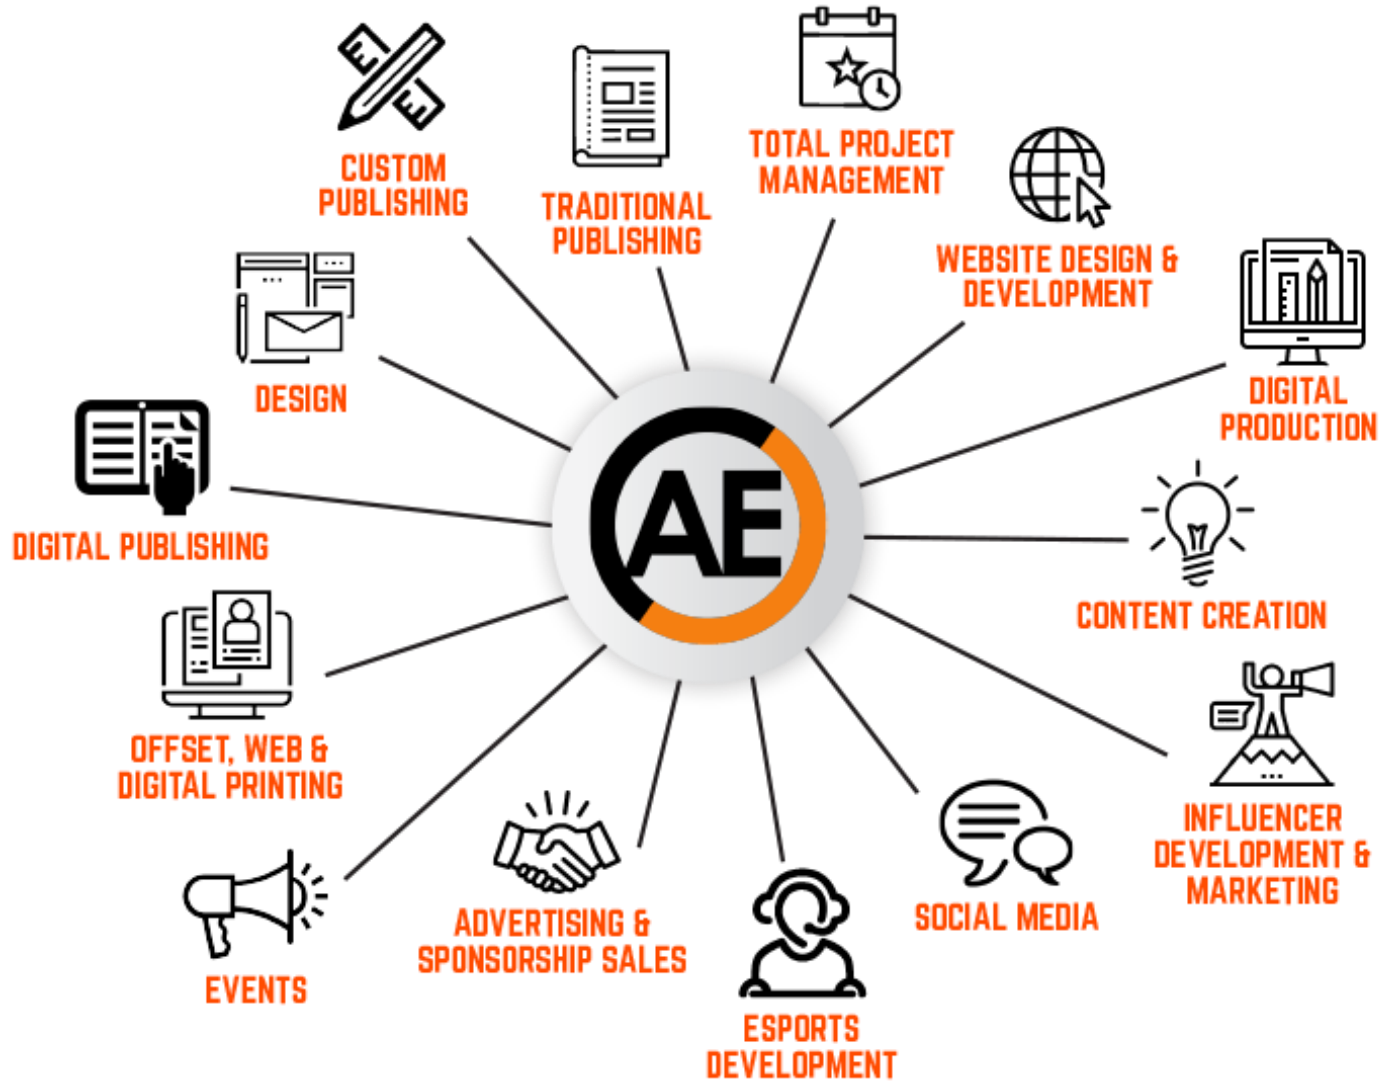 CUSTOM
PUBLISHING
TRADITIONAL
PUBLISHING
TOTAL PROJECT
MANAGEMENT
WEBSITE DESIGN &
DEVELOPMENT
DIGITAL
PRODUCTION
CONTENT CREATION
INFLUENCER
DEVELOPMENT &
MARKETING
SOCIAL MEDIA
ESPORTS
DEVELOPMENT
ADVERTISING &
SPONSORSHIP SALES
EVENTS
OFFSET, WEB &
DIGITAL PRINTING
DIGITAL PUBLISHING
DESIGN
AE